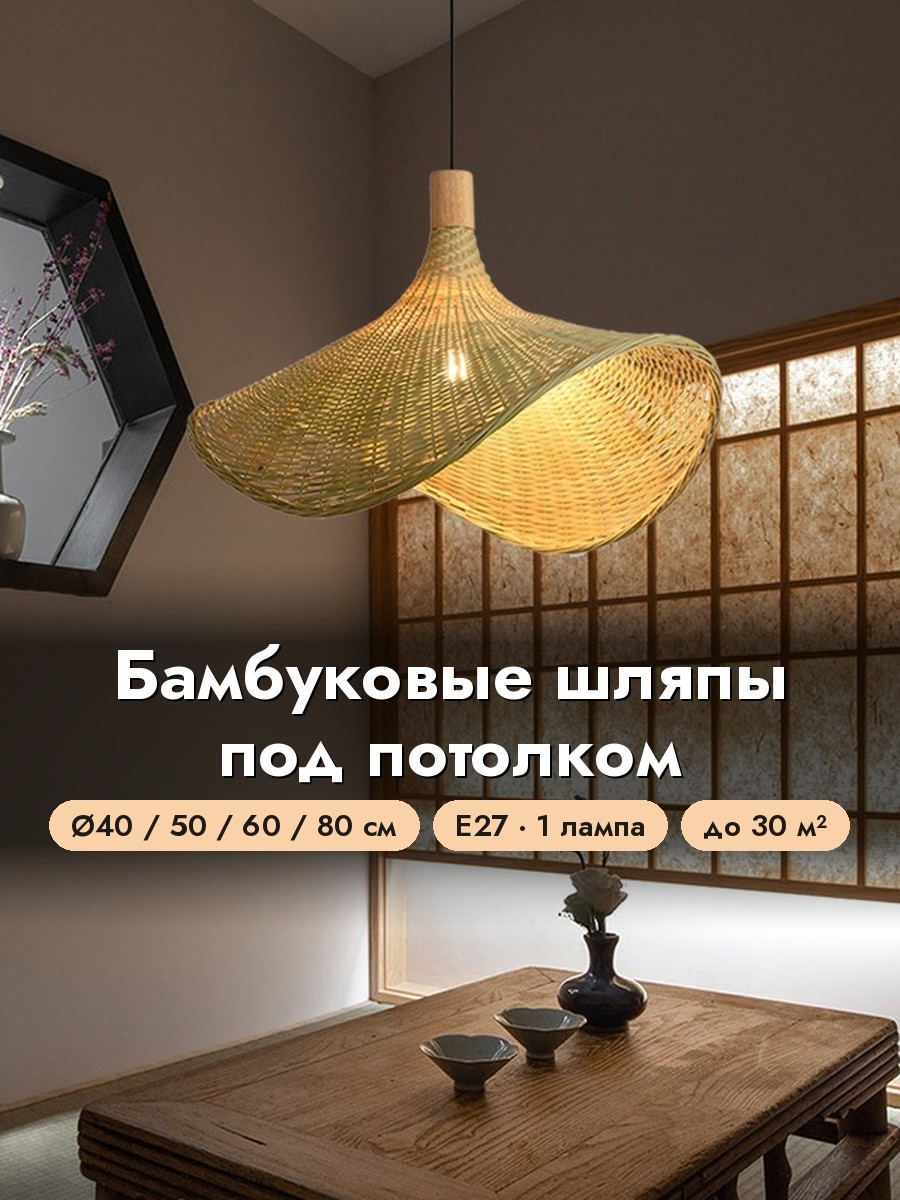 Бамбуковые шляпы
под потолком
Ø40 / 50 / 60 / 80 см
E27 · 1 лампа
до 30 м²